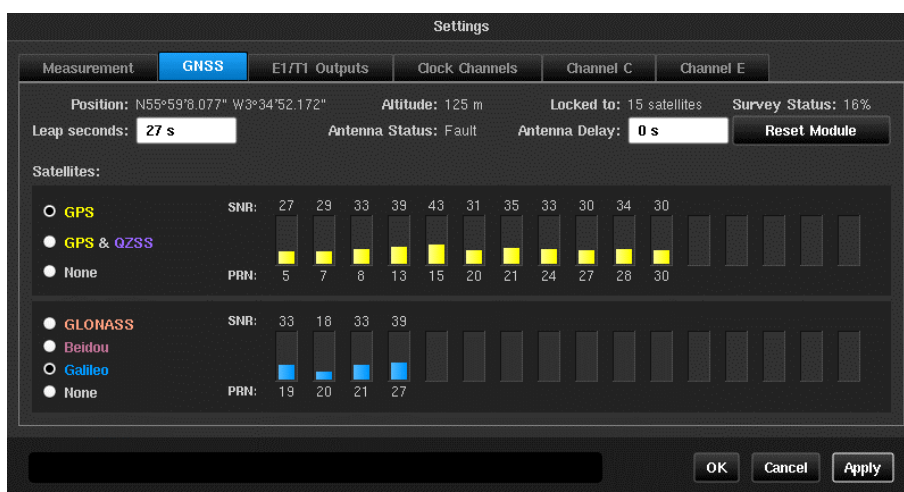 Settings
Measurement GNSS E1/T1 Outputs Clock Channels Channel C Channel E
Position: N55°59'8.077" W3°34'52.172" Altitude: 125 m Locked to: 15 satellites Survey Status: 16%
Leap seconds: 27 s Antenna Status: Fault Antenna Delay: 0 s Reset Module
Satellites:
GPS
GPS & QZSS
None
SNR: 27 29 33 39 43 31 35 33 30 34 30
PRN: 5 7 8 13 15 20 21 24 27 28 30
GLONASS
Beidou
Galileo
None
SNR: 33 18 33 39
PRN: 19 20 21 27
OK Cancel Apply